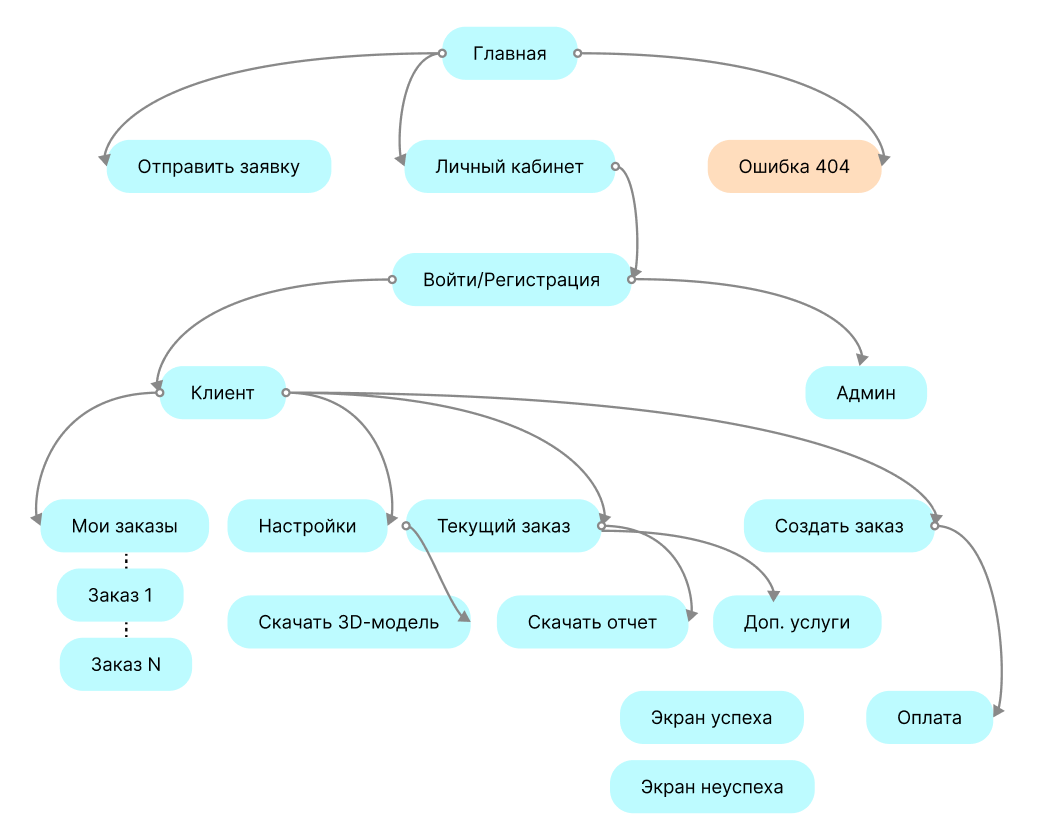 Главная
Отправить заявку
Личный кабинет
Ошибка 404
Войти/Регистрация
Клиент
Админ
Мои заказы
Настройки
Текущий заказ
Создать заказ
Заказ 1
Скачать 3D-модель
Скачать отчет
Доп. услуги
Заказ N
Экран успеха
Оплата
Экран неуспеха